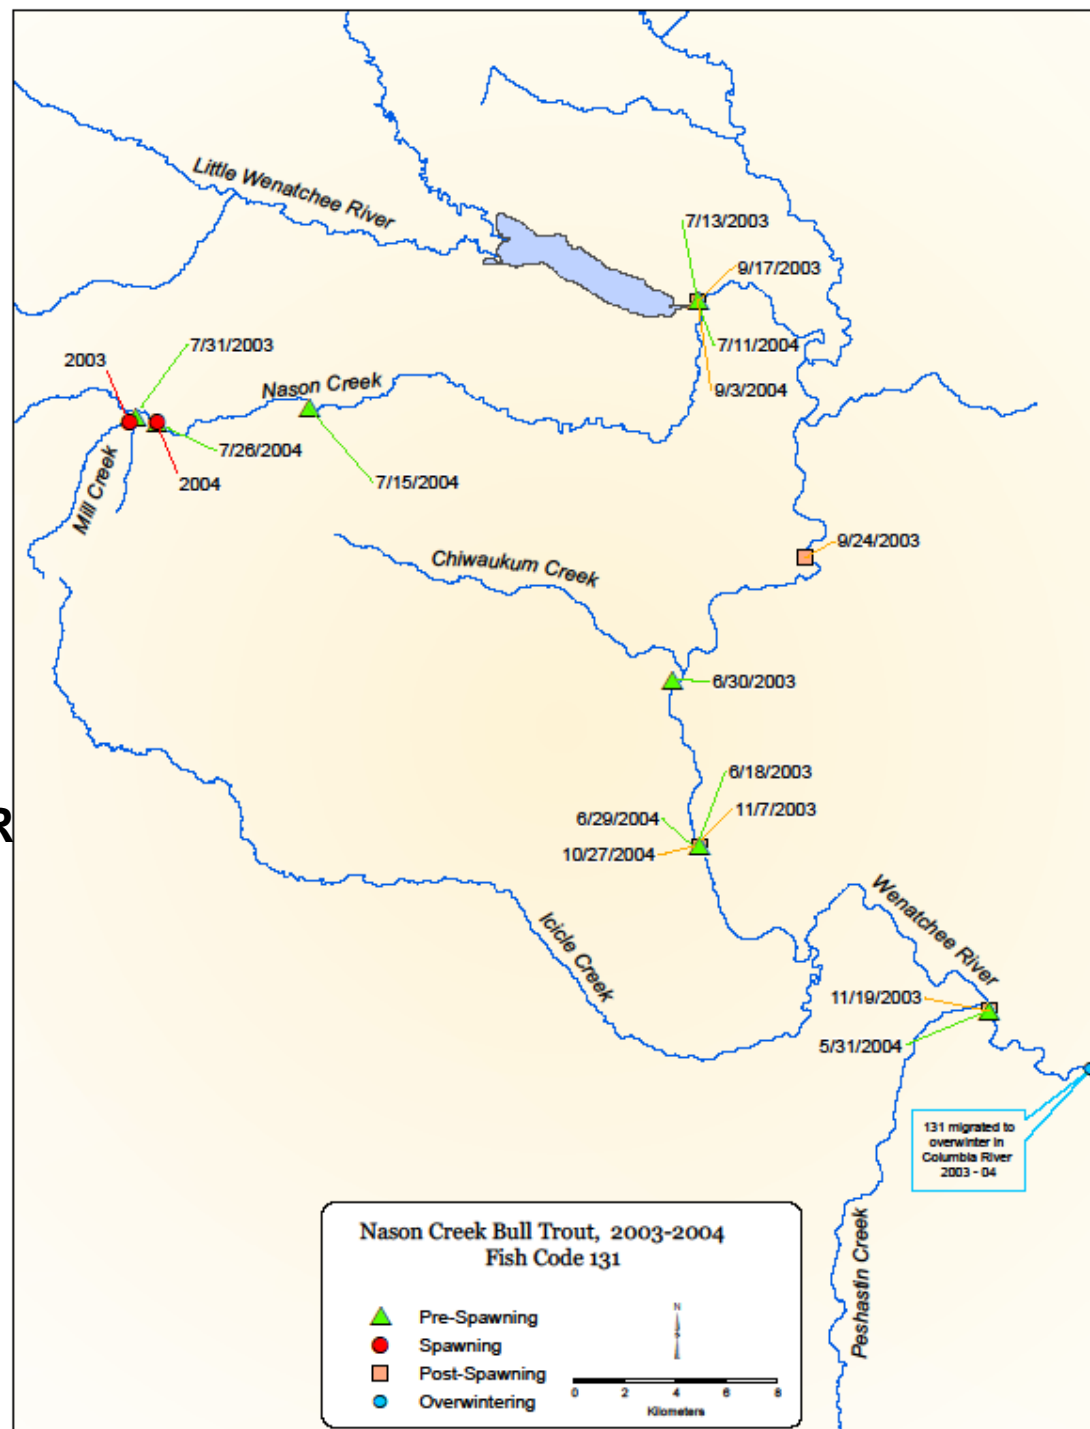 Little Wenatchee River
7/13/2003
9/17/2003
7/11/2004
9/3/2004
2003
7/31/2003
Nason Creek
7/26/2004
2004
7/15/2004
Mill Creek
Chiwaukum Creek
9/24/2003
6/30/2003
6/18/2003
11/7/2003
6/29/2004
10/27/2004
R
Icicle Creek
Wenatchee River
11/19/2003
5/31/2004
131 migrated to
overwinter in
Columbia River
2003 - 04
Peshastin Creek
Nason Creek Bull Trout, 2003-2004
Fish Code 131
Pre-Spawning
Spawning
Post-Spawning
Overwintering
N
0 2 4 6 8
Kilometers